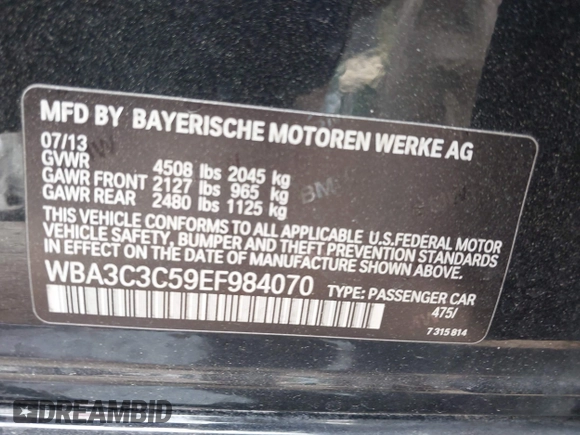 MFD BY BAYERISCHE MOTOREN WERKE AG
07/13
GVWR 4508 lbs 2045 kg
GAWR FRONT 2127 lbs 965 kg
GAWR REAR 2480 lbs 1125 kg
THIS VEHICLE CONFORMS TO ALL APPLICABLE U.S.FEDERAL MOTOR
VEHICLE SAFETY, BUMPER AND THEFT PREVENTION STANDARDS
IN EFFECT ON THE DATE OF MANUFACTURE SHOWN ABOVE.
WBA3C3C59EF984070 TYPE: PASSENGER CAR
475/
7 315 814
DREAMBID